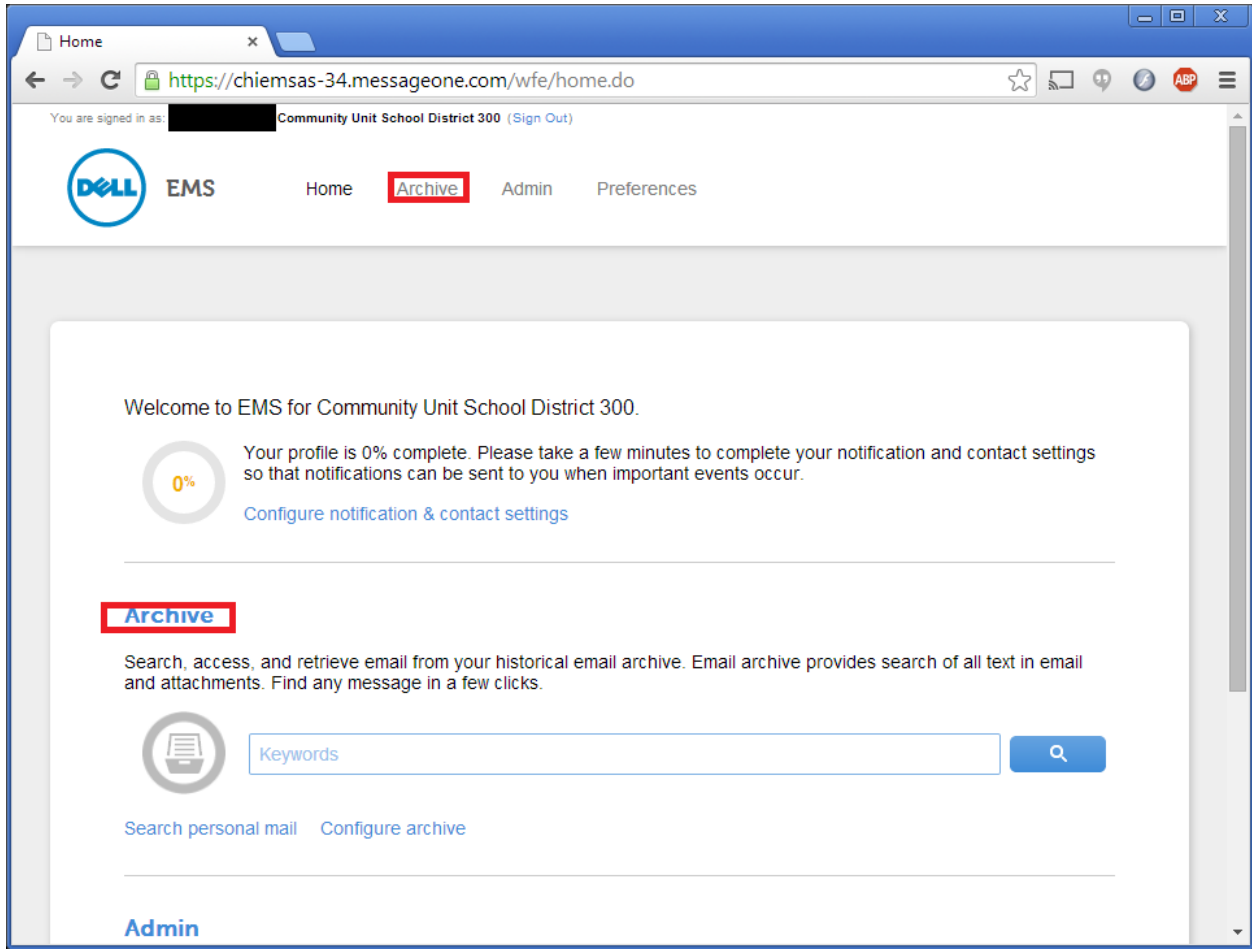 Home
https://chiemsas-34.messageone.com/wfe/home.do
ABP
You are signed in as: Community Unit School District 300 (Sign Out)
DELL EMS Home Archive Admin Preferences
Welcome to EMS for Community Unit School District 300.
0%
Your profile is 0% complete. Please take a few minutes to complete your notification and contact settings
so that notifications can be sent to you when important events occur.
Configure notification & contact settings
Archive
Search, access, and retrieve email from your historical email archive. Email archive provides search of all text in email
and attachments. Find any message in a few clicks.
Keywords
Search personal mail Configure archive
Admin